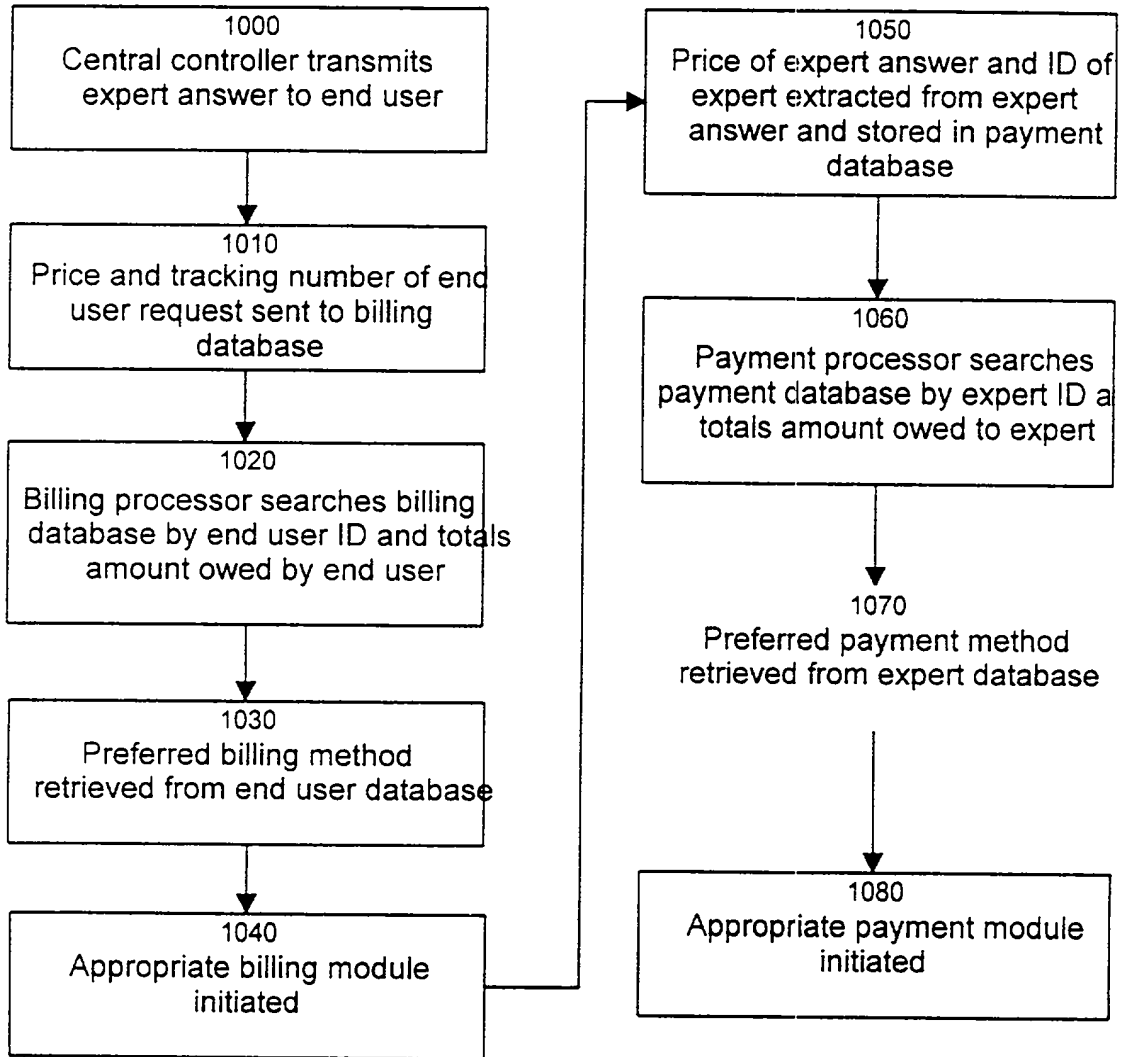 1000
Central controller transmits
expert answer to end user
1010
Price and tracking number of end
user request sent to billing
database
1020
Billing processor searches billing
database by end user ID and totals
amount owed by end user
1030
Preferred billing method
retrieved from end user database
1040
Appropriate billing module
initiated
1050
Price of expert answer and ID of
expert extracted from expert
answer and stored in payment
database
1060
Payment processor searches
payment database by expert ID a
totals amount owed to expert
1070
Preferred payment method
retrieved from expert database
1080
Appropriate payment module
initiated